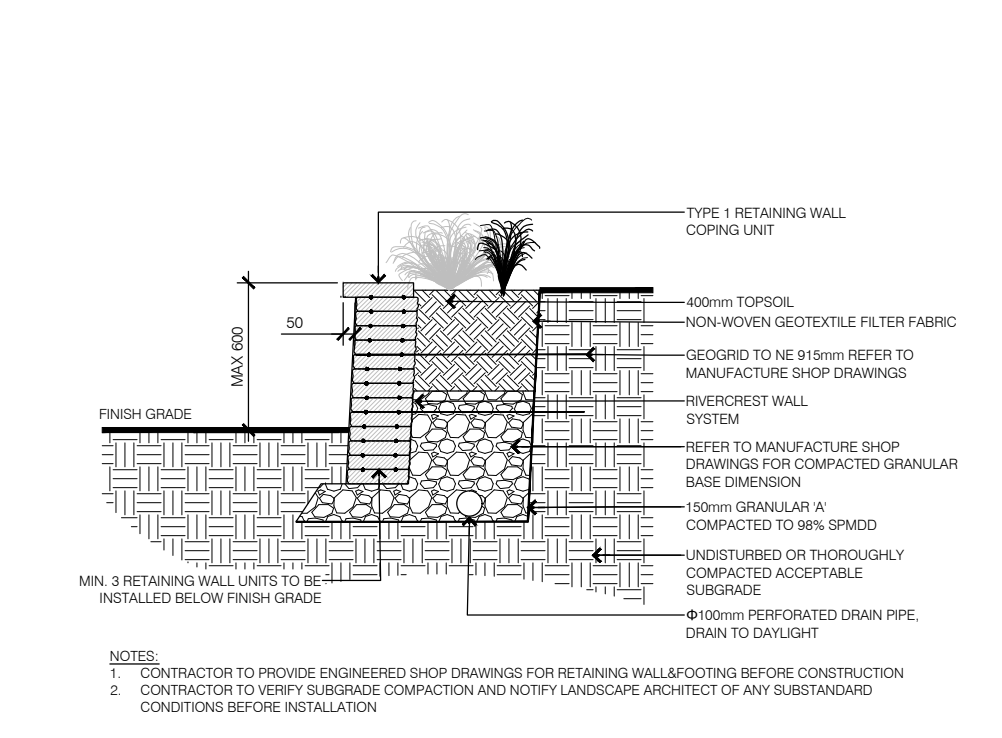 TYPE 1 RETAINING WALL
COPING UNIT
400mm TOPSOIL
NON-WOVEN GEOTEXTILE FILTER FABRIC
50
MAX 600
GEOGRID TO NE 915mm REFER TO
MANUFACTURE SHOP DRAWINGS
RIVERCREST WALL
SYSTEM
FINISH GRADE
REFER TO MANUFACTURE SHOP
DRAWINGS FOR COMPACTED GRANULAR
BASE DIMENSION
150mm GRANULAR 'A'
COMPACTED TO 98% SPMDD
UNDISTURBED OR THOROUGHLY
COMPACTED ACCEPTABLE
SUBGRADE
MIN. 3 RETAINING WALL UNITS TO BE
INSTALLED BELOW FINISH GRADE
Φ100mm PERFORATED DRAIN PIPE,
DRAIN TO DAYLIGHT
NOTES:
1. CONTRACTOR TO PROVIDE ENGINEERED SHOP DRAWINGS FOR RETAINING WALL&FOOTING BEFORE CONSTRUCTION
2. CONTRACTOR TO VERIFY SUBGRADE COMPACTION AND NOTIFY LANDSCAPE ARCHITECT OF ANY SUBSTANDARD
CONDITIONS BEFORE INSTALLATION